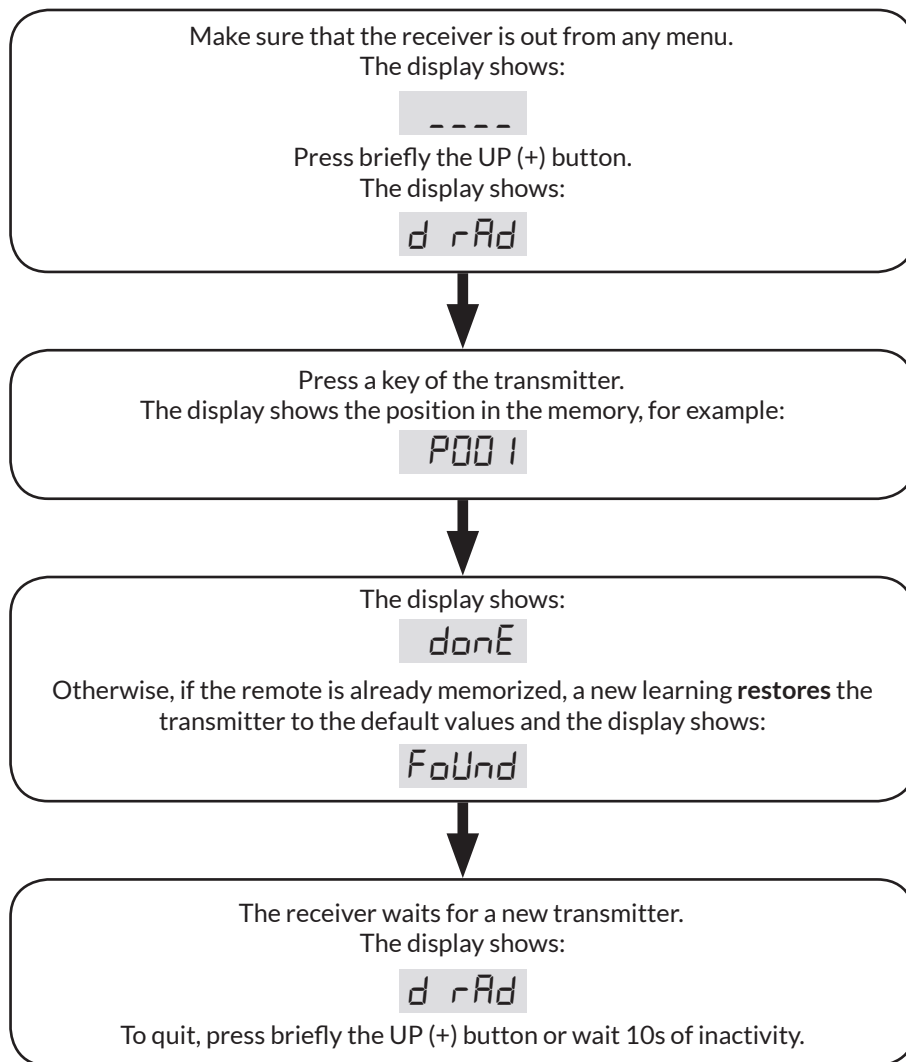 Make sure that the receiver is out from any menu.
The display shows:
_ _ _ _
Press briefly the UP (+) button.
The display shows:
d rAd
Press a key of the transmitter.
The display shows the position in the memory, for example:
P001
The display shows:
donE
Otherwise, if the remote is already memorized, a new learning restores the
transmitter to the default values and the display shows:
FoUnd
The receiver waits for a new transmitter.
The display shows:
d rAd
To quit, press briefly the UP (+) button or wait 10s of inactivity.